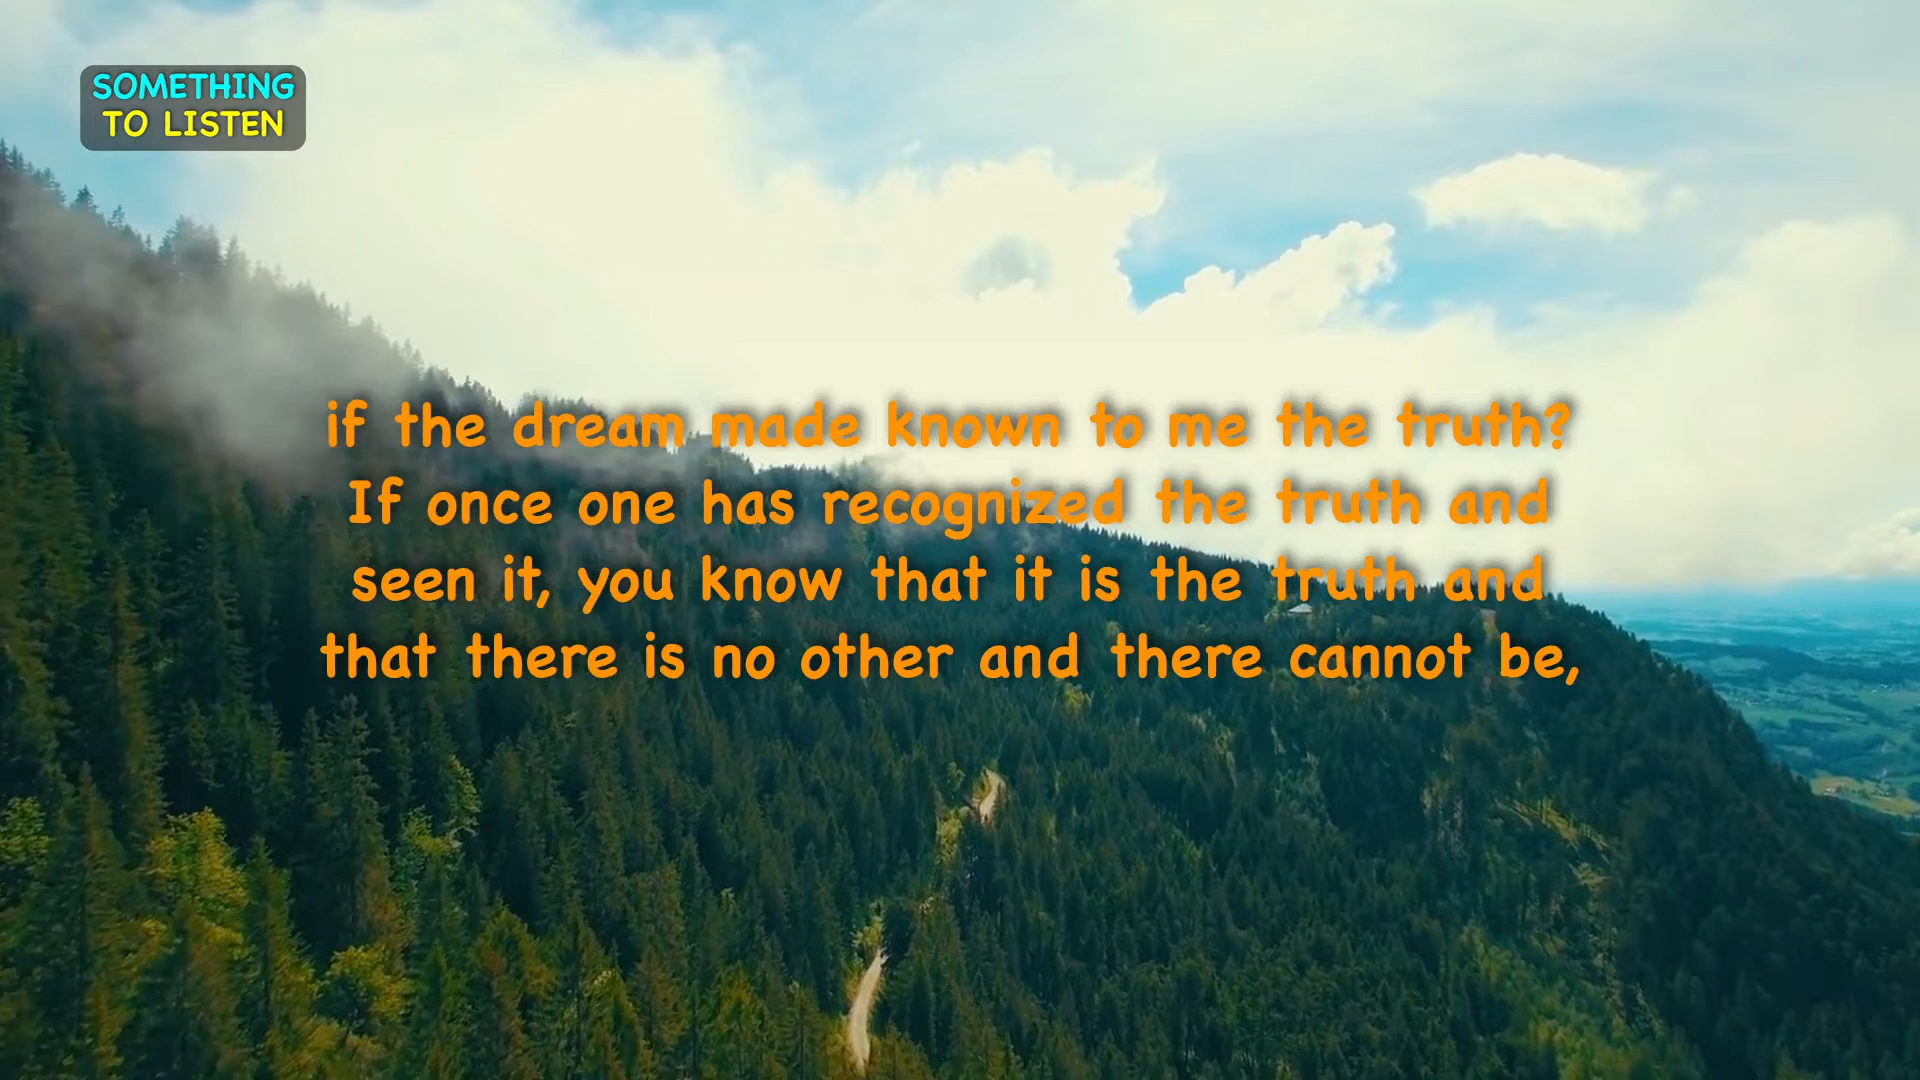 SOMETHING
TO LISTEN
if the dream made known to me the truth?
If once one has recognized the truth and
seen it, you know that it is the truth and
that there is no other and there cannot be,